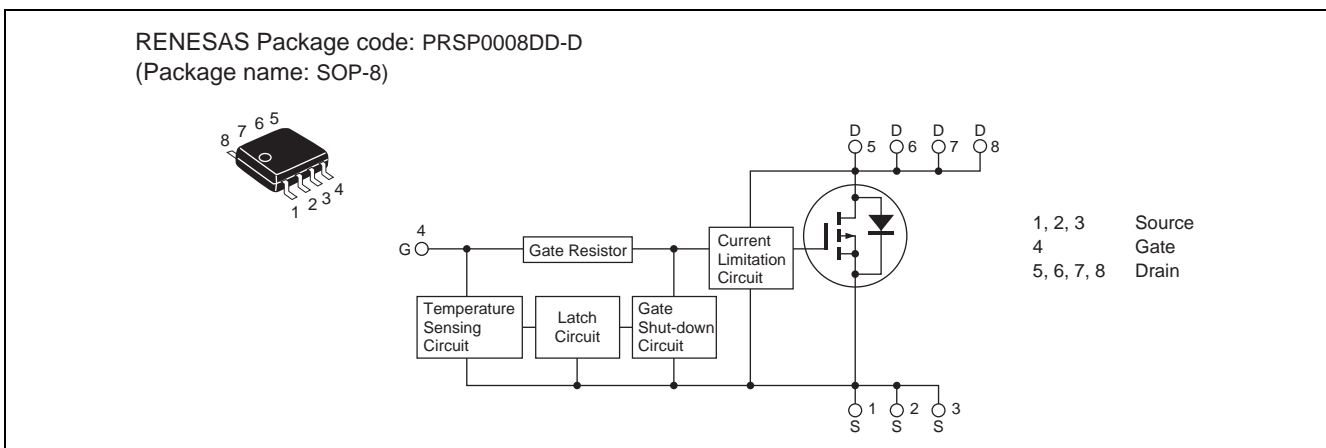 RENESAS Package code: PRSP0008DD-D
(Package name: SOP-8)
8 7 6 5
1 2 3 4
D D D D
5 6 7 8
4
G
Gate Resistor
Current
Limitation
Circuit
Temperature
Sensing
Circuit
Latch
Circuit
Gate
Shut-down
Circuit
1 2 3
S S S
1, 2, 3 Source
4 Gate
5, 6, 7, 8 Drain